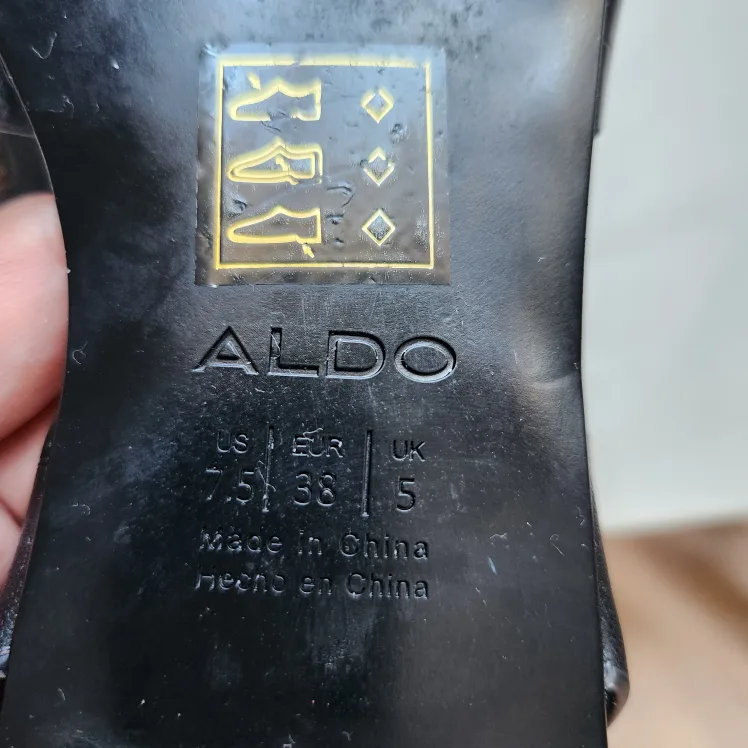 ALDO
US | EUR | UK
7.5 | 38 | 5
Made in China
Hecho en China